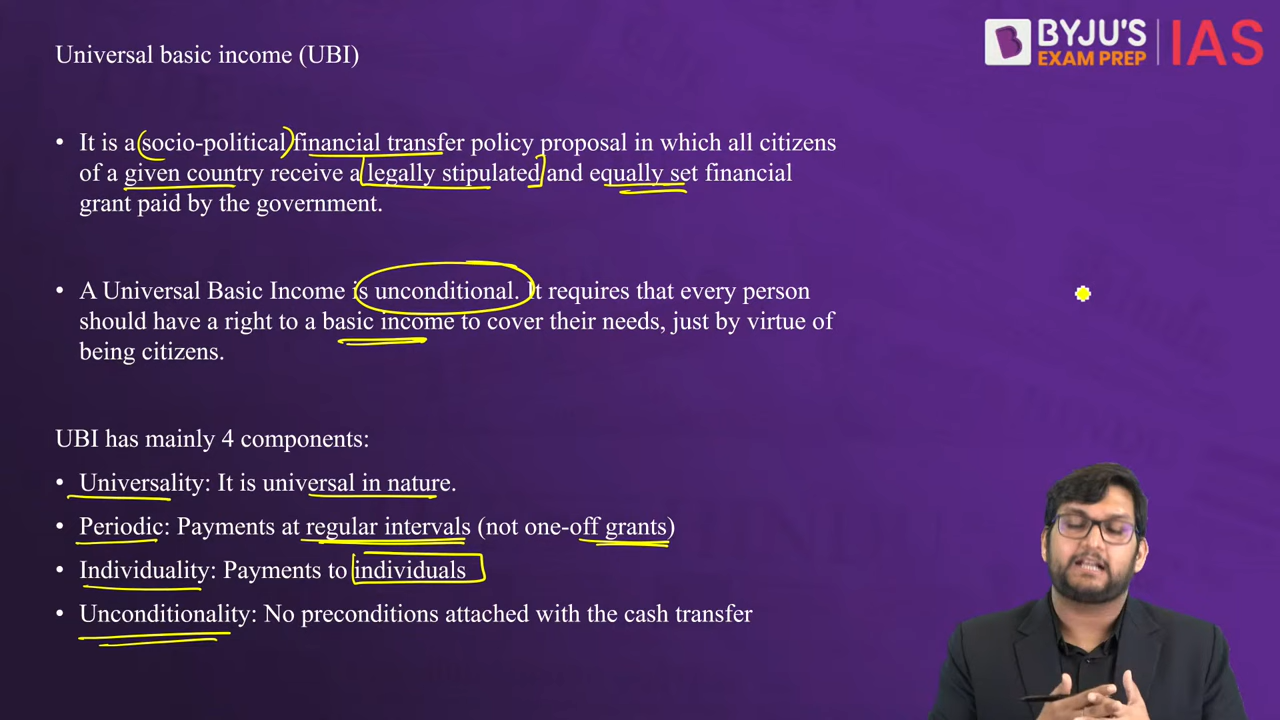 Universal basic income (UBI)
BYJU'S
EXAM PREP
IAS
• It is a socio-political financial transfer policy proposal in which all citizens
of a given country receive a legally stipulated and equally set financial
grant paid by the government.
• A Universal Basic Income is unconditional. It requires that every person
should have a right to a basic income to cover their needs, just by virtue of
being citizens.
UBI has mainly 4 components:
• Universality: It is universal in nature.
• Periodic: Payments at regular intervals (not one-off grants)
• Individuality: Payments to individuals
• Unconditionality: No preconditions attached with the cash transfer